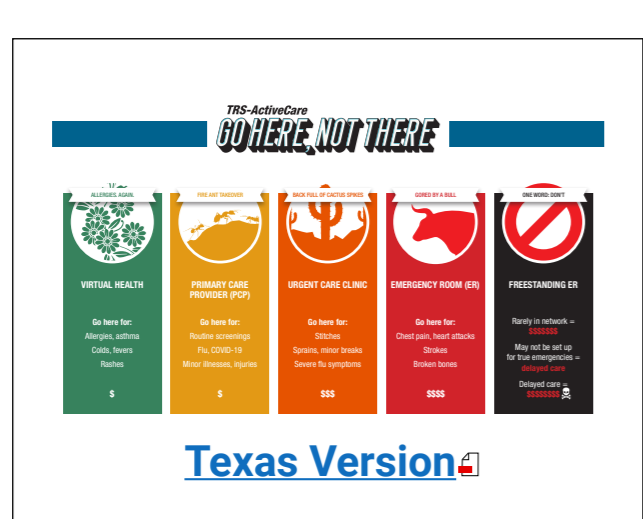 TRS-ActiveCare
GO HERE, NOT THERE
ALLERGIES, AGAIN.
VIRTUAL HEALTH
Go here for:
Allergies, asthma
Colds, fevers
Rashes
$
FIRE ANT TAKEOVER
PRIMARY CARE
PROVIDER (PCP)
Go here for:
Routine screenings
Flu, COVID-19
Minor illnesses, injuries
$
BACK FULL OF CACTUS SPIKES
URGENT CARE CLINIC
Go here for:
Stitches
Sprains, minor breaks
Severe flu symptoms
$$$
GORED BY A BULL
EMERGENCY ROOM (ER)
Go here for:
Chest pain, heart attacks
Strokes
Broken bones
$$$$
ONE WORD: DON'T
FREESTANDING ER
Rarely in network =
$$$$$$$
May not be set up
for true emergencies =
delayed care
Delayed care =
$$$$$$$$
Texas Version